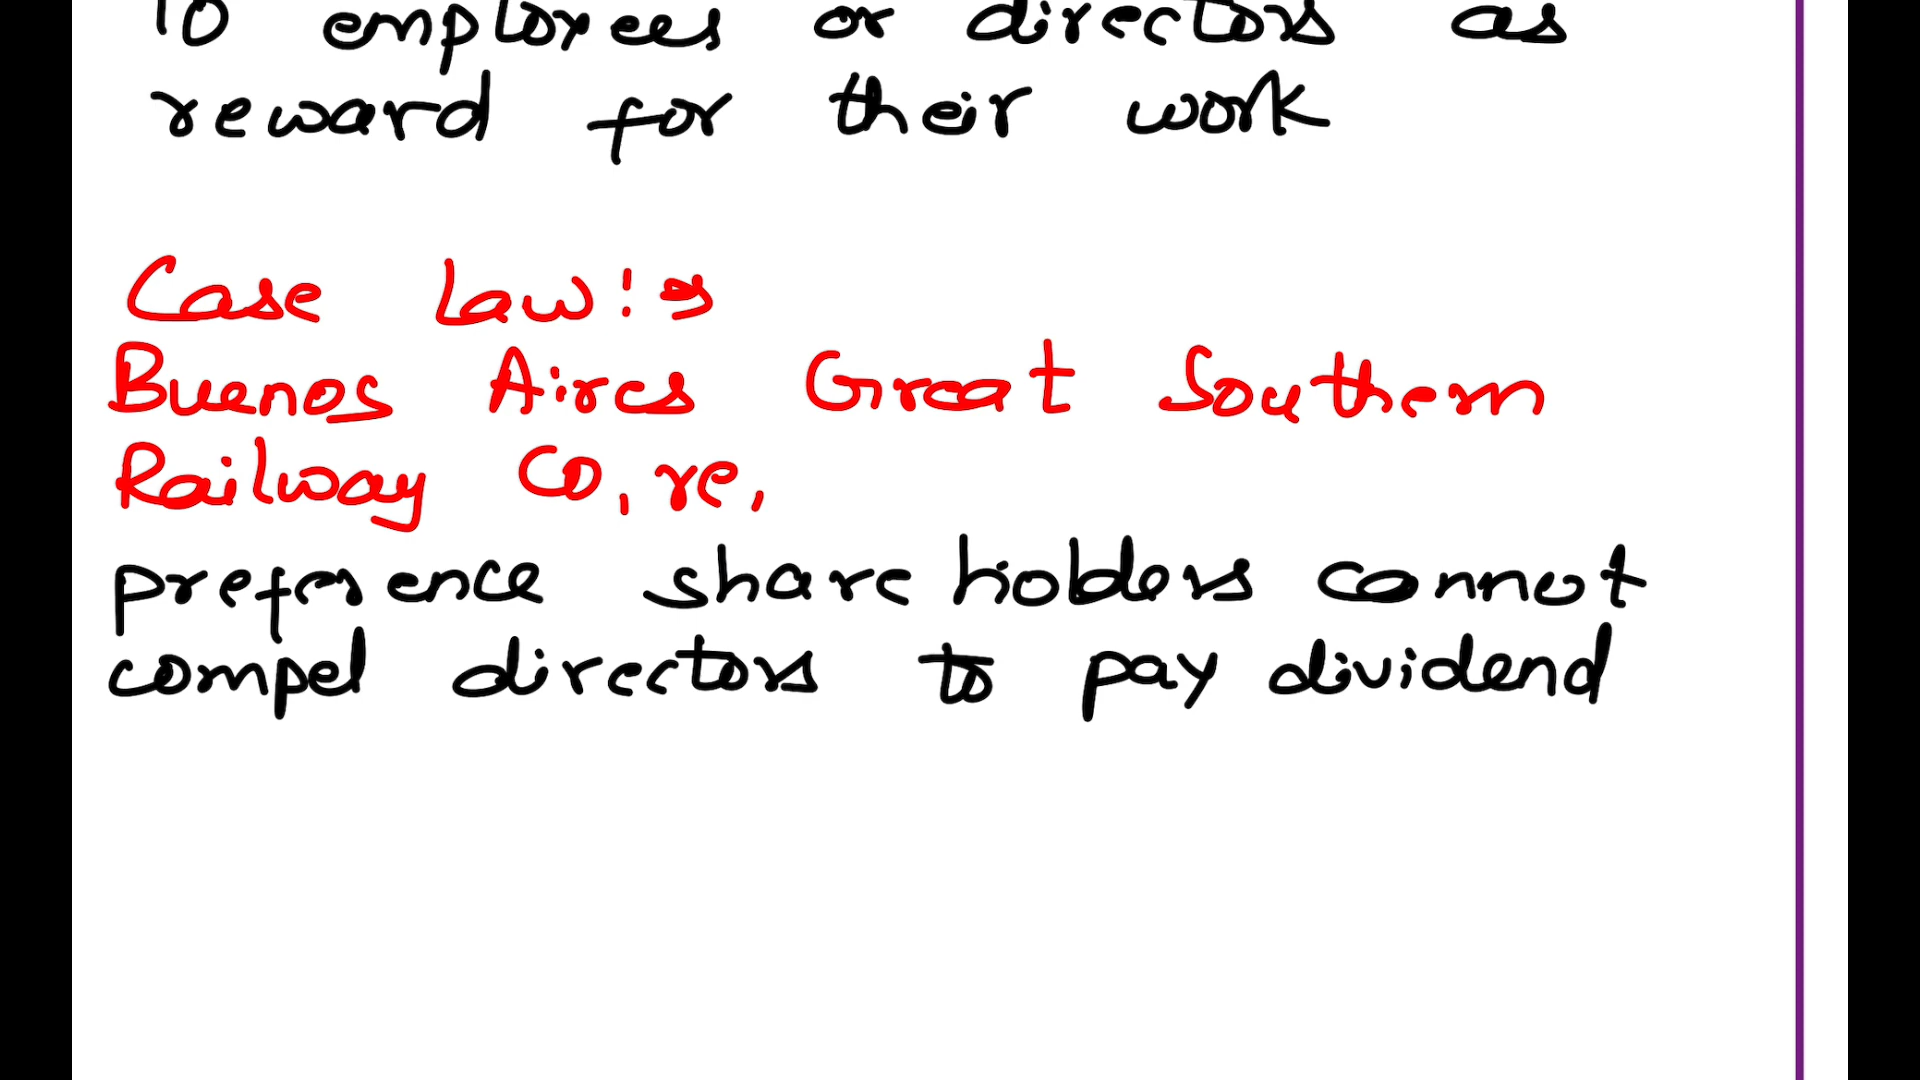 To employees or directors as
reward for their work
Case Law:→
Buenos Aires Great Southern
Railway Co, re,
preference share holders cannot
compel directors to pay dividend